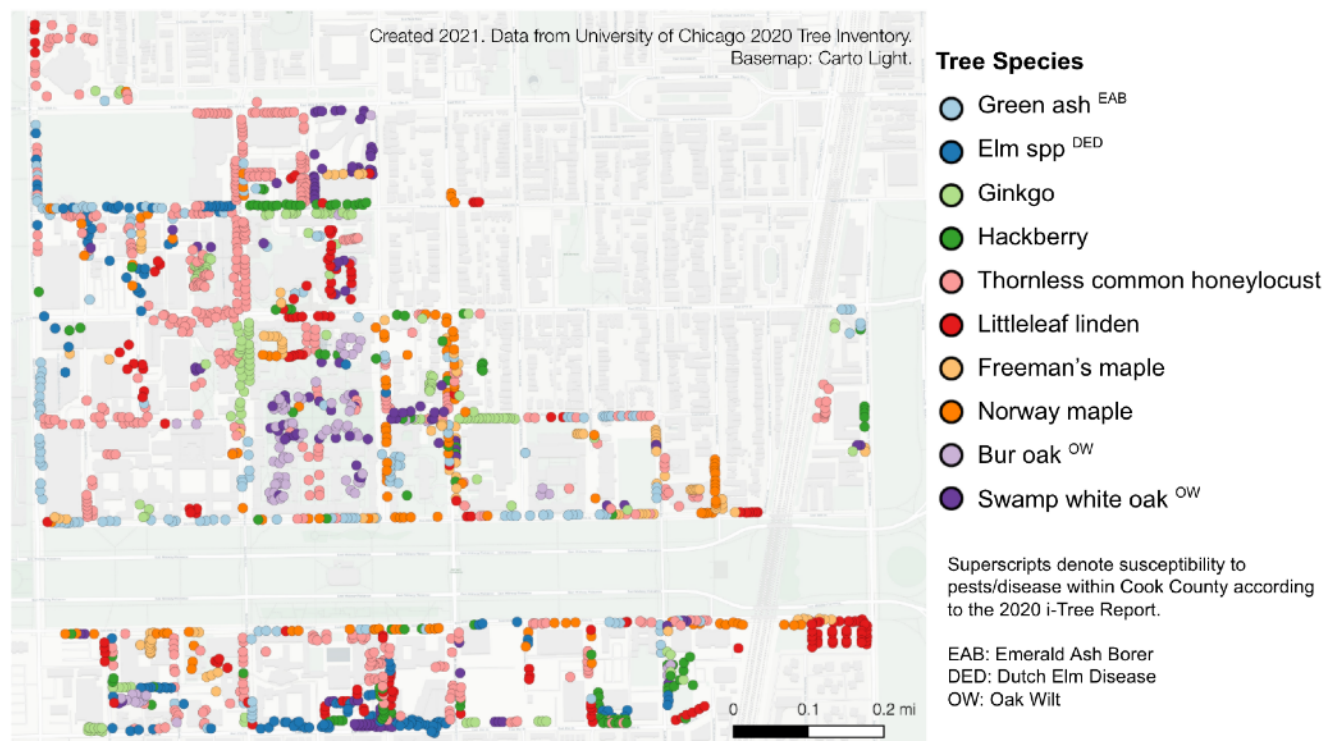 Created 2021. Data from University of Chicago 2020 Tree Inventory.
Basemap: Carto Light.
Tree Species
Green ash EAB
Elm spp DED
Ginkgo
Hackberry
Thornless common honeylocust
Littleleaf linden
Freeman's maple
Norway maple
Bur oak OW
Swamp white oak OW
Superscripts denote susceptibility to
pests/disease within Cook County according
to the 2020 i-Tree Report.
EAB: Emerald Ash Borer
DED: Dutch Elm Disease
OW: Oak Wilt
0 0.1 0.2 mi